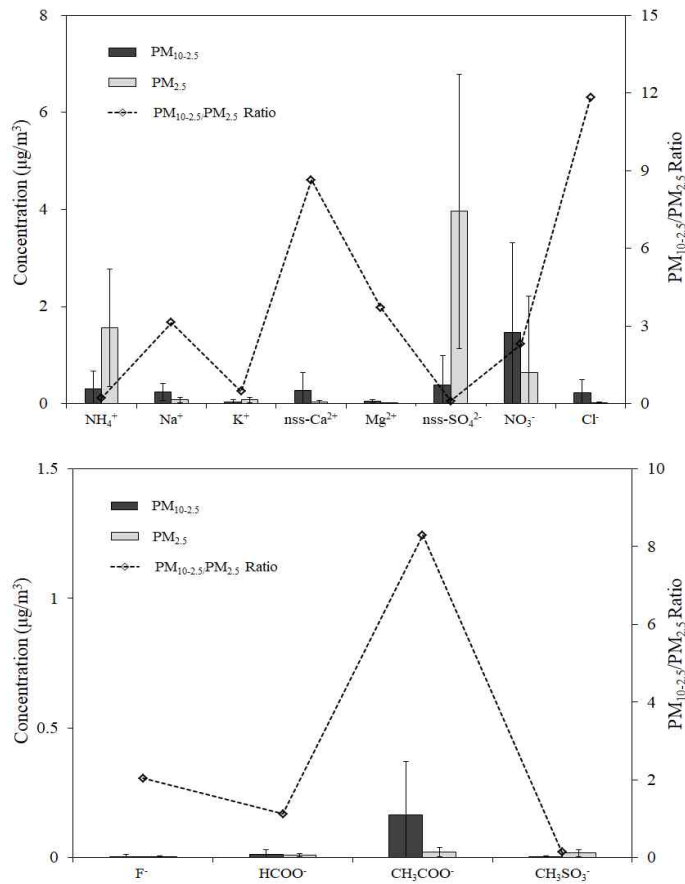 8
15
PM10-2.5
PM2.5
PM10-2.5/PM2.5 Ratio
6
12
4
9
6
2
3
0
0
Concentration (μg/m³)
PM10-2.5/PM2.5 Ratio
NH₄⁺ Na⁺ K⁺ nss-Ca²⁺ Mg²⁺ nss-SO₄²⁻ NO₃⁻ Cl⁻
1.5
10
PM10-2.5
PM2.5
PM10-2.5/PM2.5 Ratio
8
1
6
4
0.5
2
0
0
Concentration (μg/m³)
PM10-2.5/PM2.5 Ratio
F⁻ HCOO⁻ CH₃COO⁻ CH₃SO₃⁻